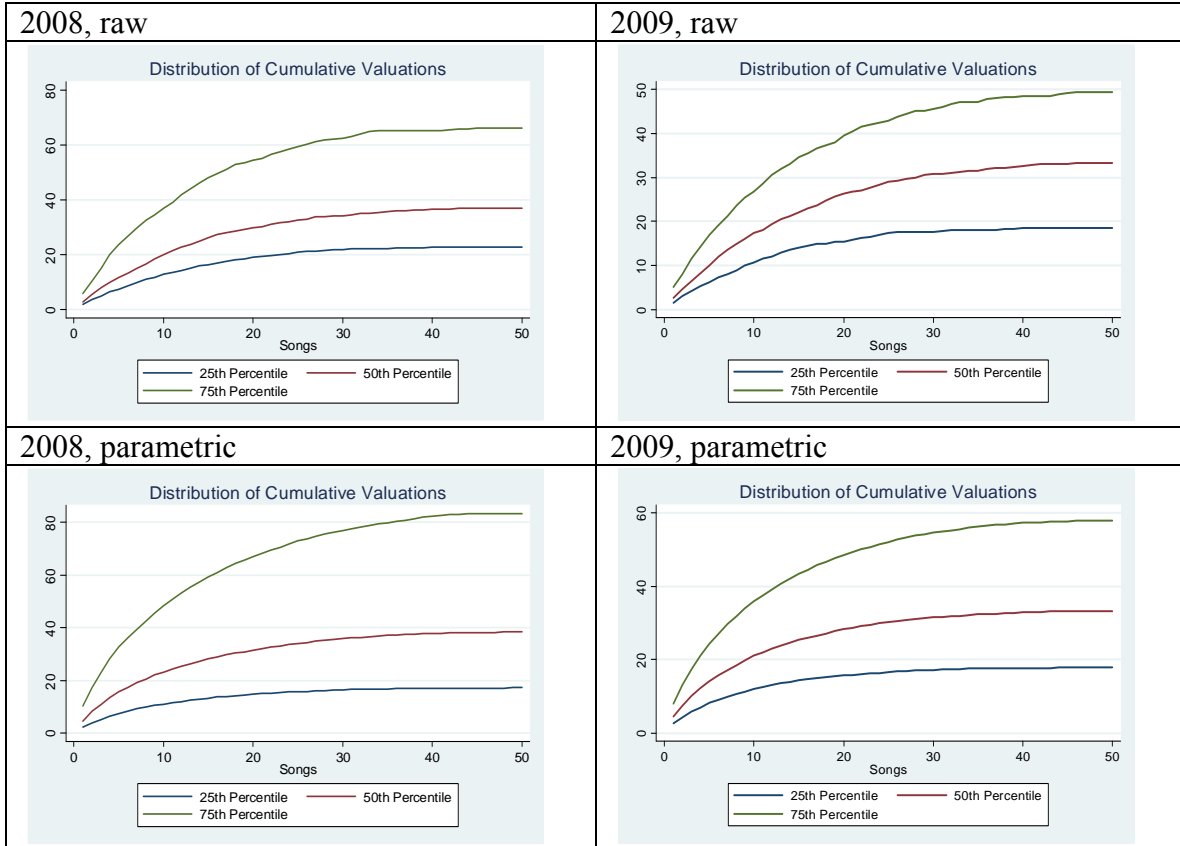 2008, raw
Distribution of Cumulative Valuations
80
60
40
20
0
0 10 20 30 40 50
Songs
25th Percentile 50th Percentile
75th Percentile
2009, raw
Distribution of Cumulative Valuations
50
40
30
20
10
0
0 10 20 30 40 50
Songs
25th Percentile 50th Percentile
75th Percentile
2008, parametric
Distribution of Cumulative Valuations
80
60
40
20
0
0 10 20 30 40 50
Songs
25th Percentile 50th Percentile
75th Percentile
2009, parametric
Distribution of Cumulative Valuations
60
40
20
0
0 10 20 30 40 50
Songs
25th Percentile 50th Percentile
75th Percentile